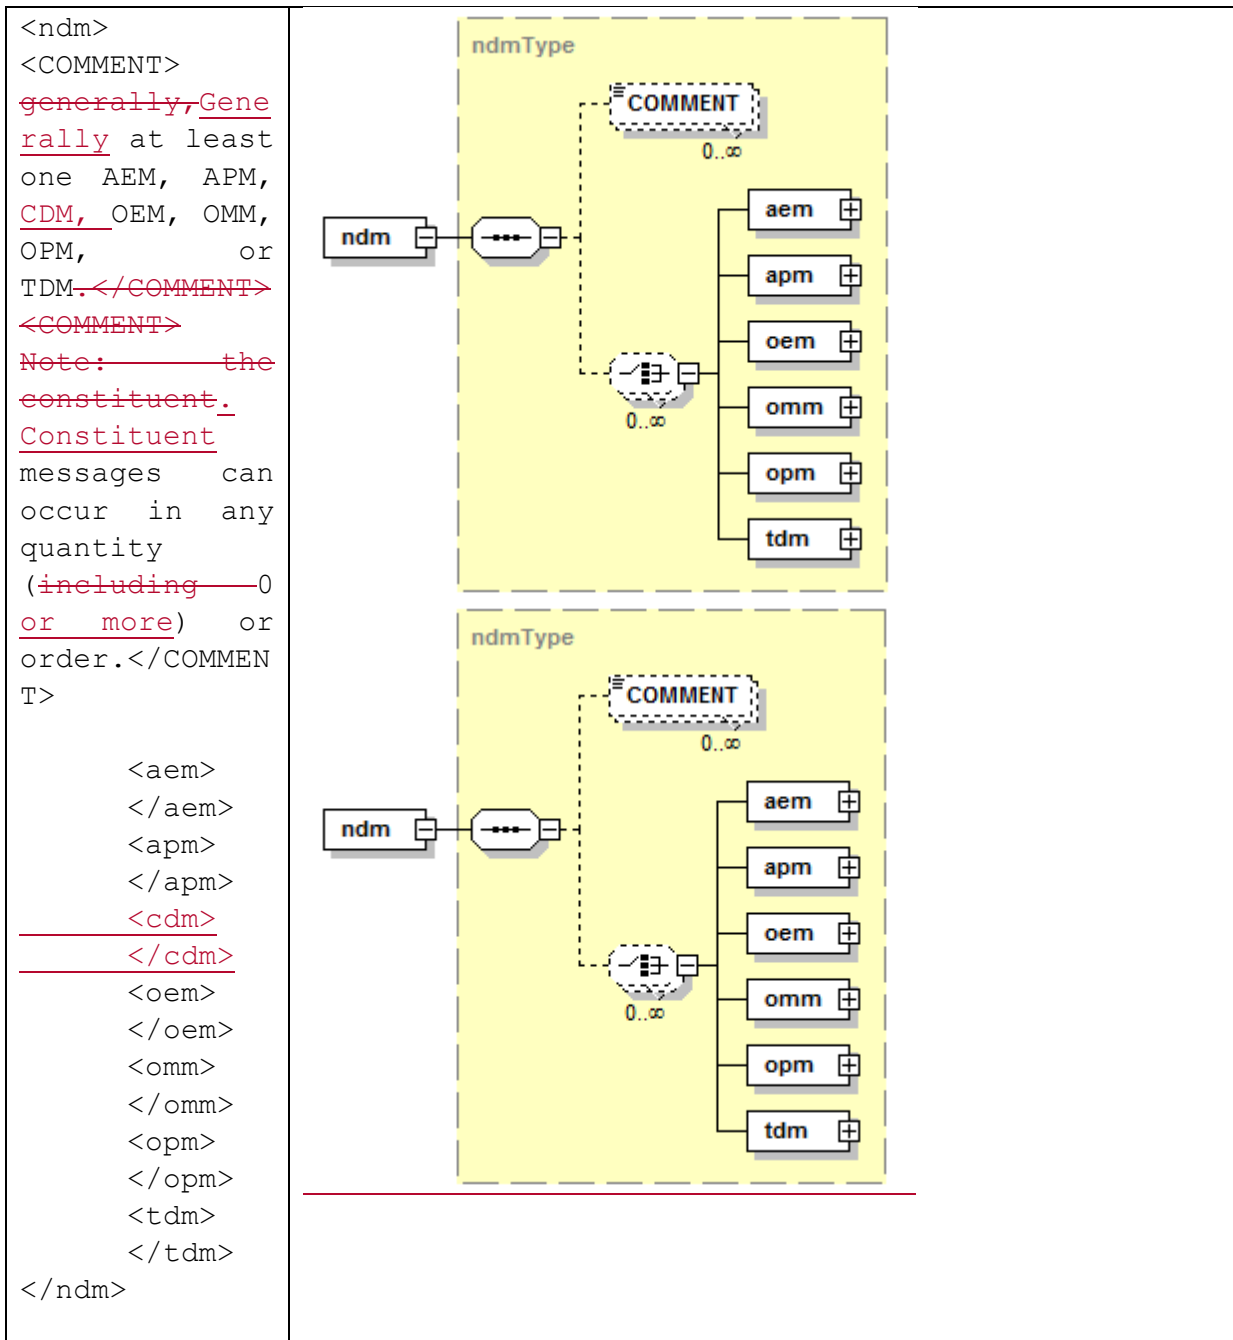 <ndm>
<COMMENT>
generally,Gene
rally at least
one AEM, APM,
CDM, OEM, OMM,
OPM, or
TDM.</COMMENT>
<COMMENT>
Note: the
constituent.
Constituent
messages can
occur in any
quantity
(including 0
or more) or
order.</COMMEN
T>
<aem>
</aem>
<apm>
</apm>
<cdm>
</cdm>
<oem>
</oem>
<omm>
</omm>
<opm>
</opm>
<tdm>
</tdm>
</ndm>
ndmType
COMMENT
0..∞
ndm
0..∞
aem
apm
oem
omm
opm
tdm
ndmType
COMMENT
0..∞
ndm
0..∞
aem
apm
oem
omm
opm
tdm